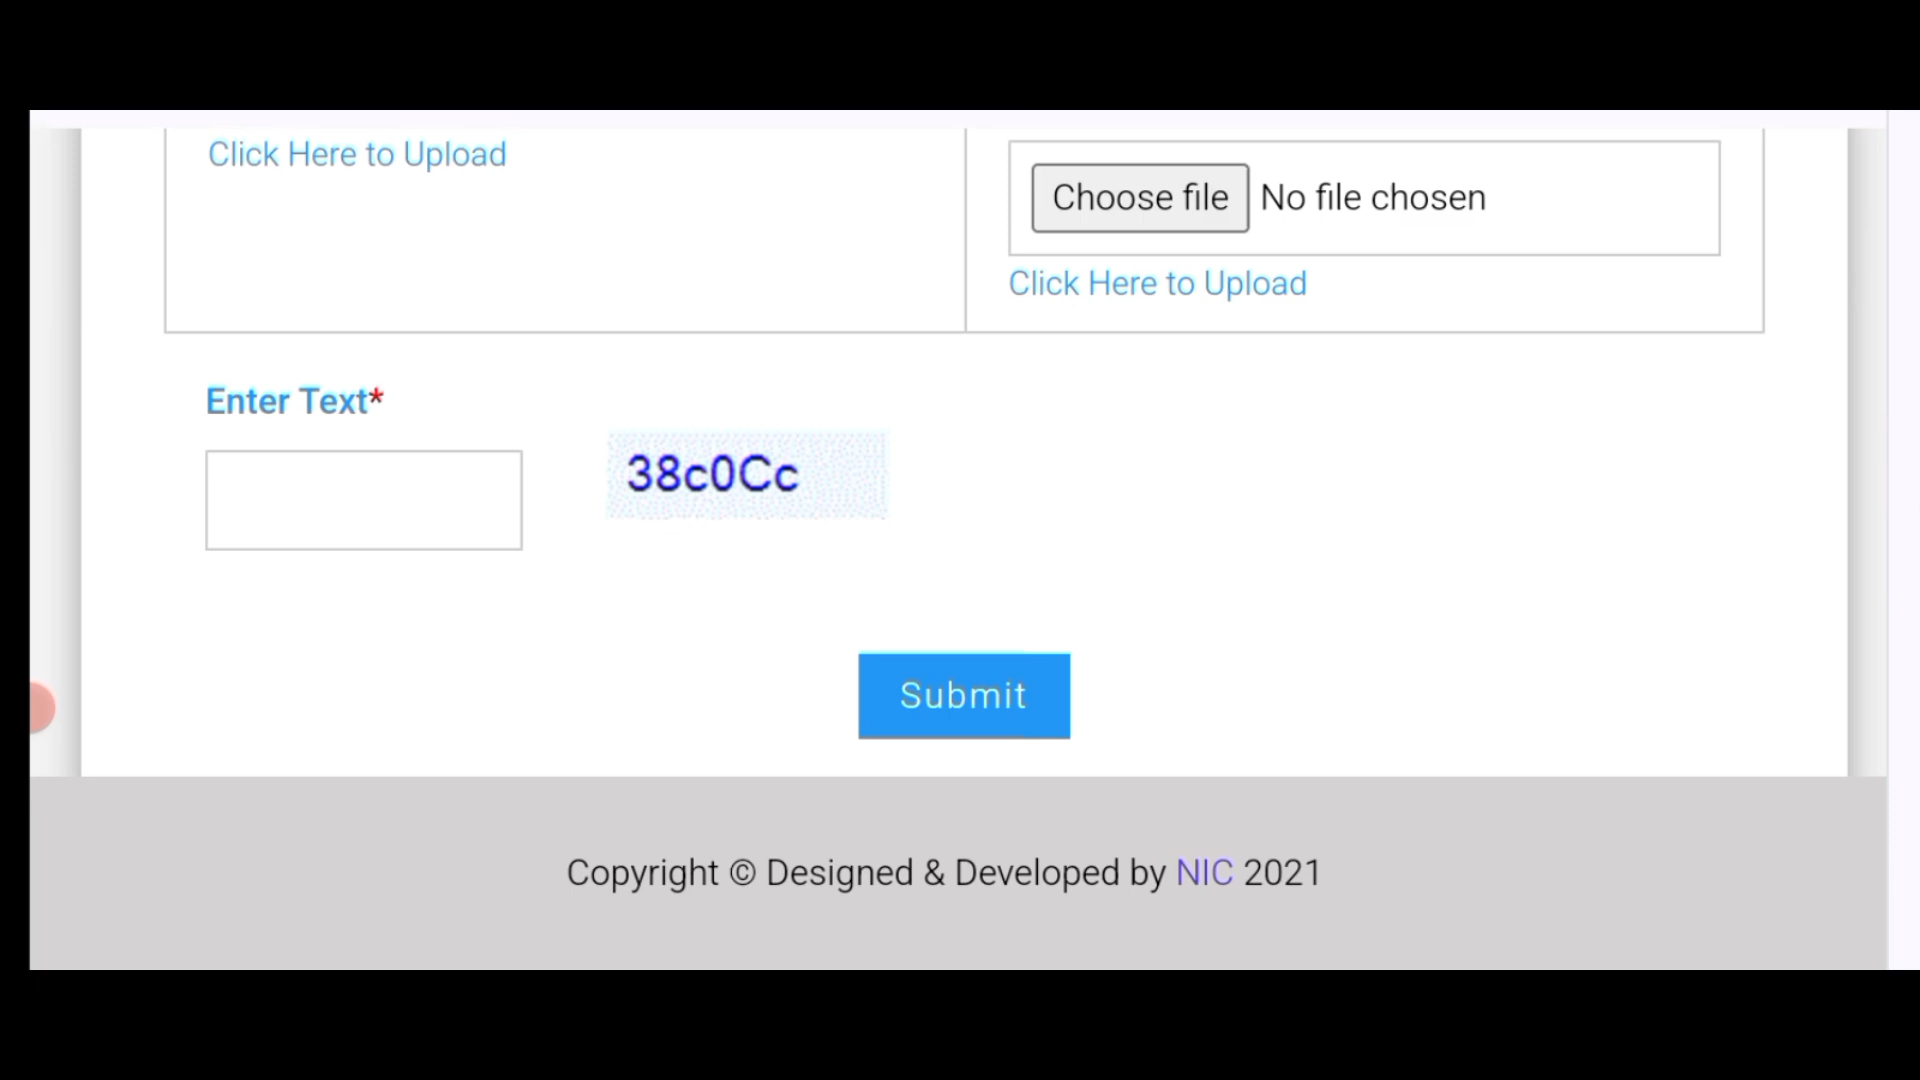 Click Here to Upload
Choose file No file chosen
Click Here to Upload
Enter Text*
38c0Cc
Submit
Copyright © Designed & Developed by NIC 2021